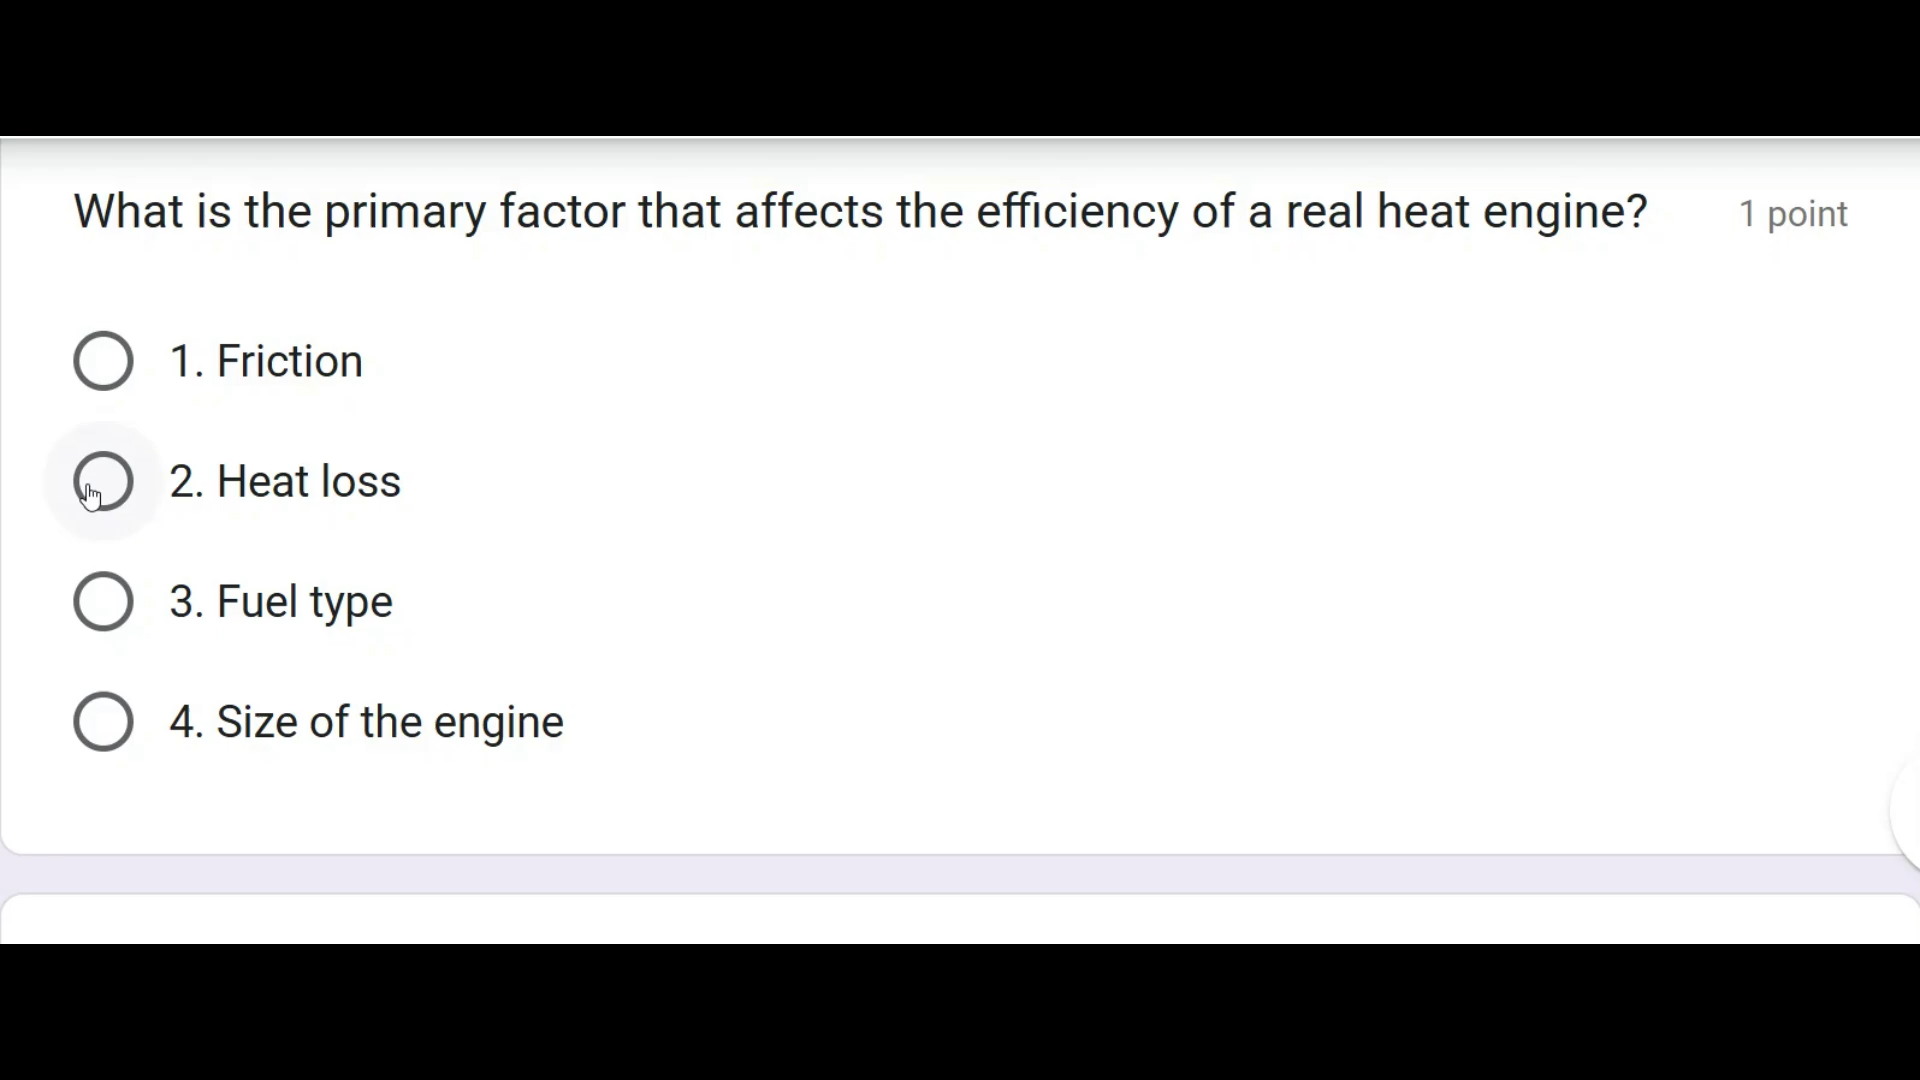 What is the primary factor that affects the efficiency of a real heat engine? 1 point
1. Friction
2. Heat loss
3. Fuel type
4. Size of the engine